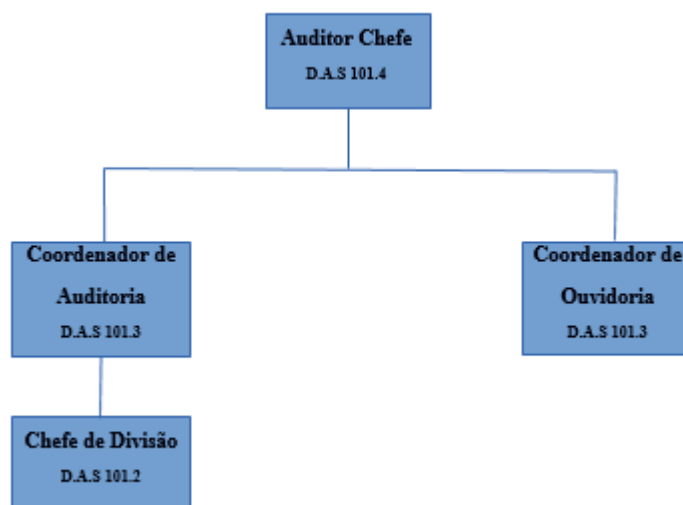 Auditor Chefe
D.A.S 101.4
Coordenador de
Auditoria
D.A.S 101.3
Coordenador de
Ouvidoria
D.A.S 101.3
Chefe de Divisão
D.A.S 101.2